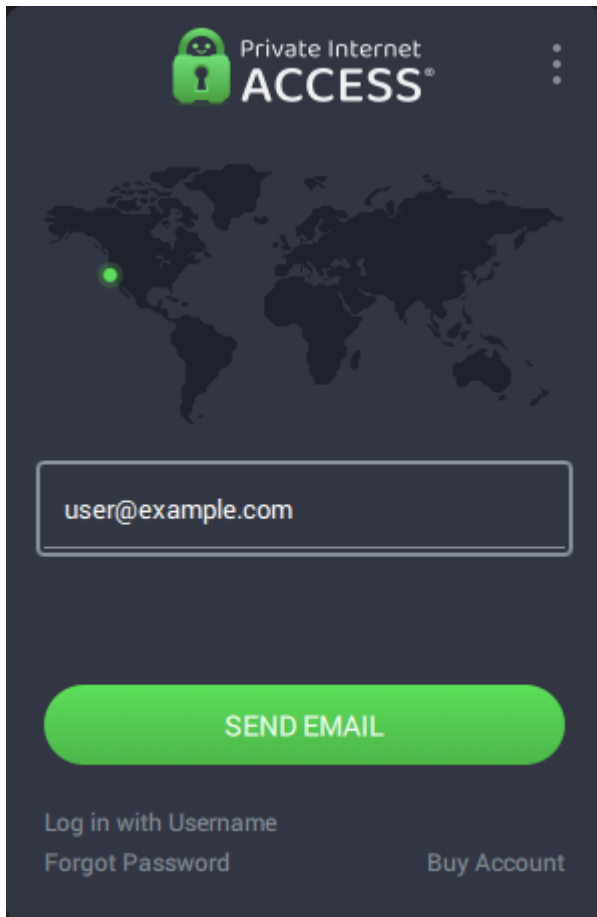 Private Internet
ACCESS®
user@example.com
SEND EMAIL
Log in with Username
Forgot Password
Buy Account